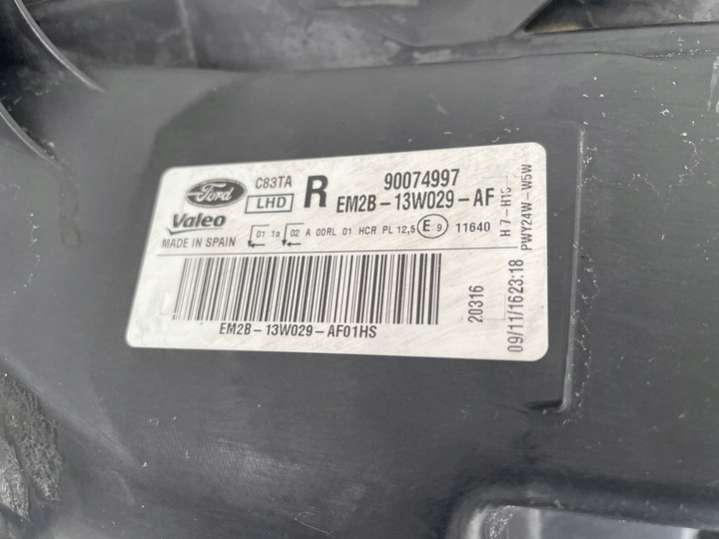 Ford
C83TA
LHD
R
90074997
EM2B-13W029-AF
Valeo
MADE IN SPAIN
01 1a 02 A 00RL 01 HCR PL 12,5 E 9 11640
EM2B-13W029-AF01HS
20316
09/11/16 23:18
H7-H15
PWY24W-W5W